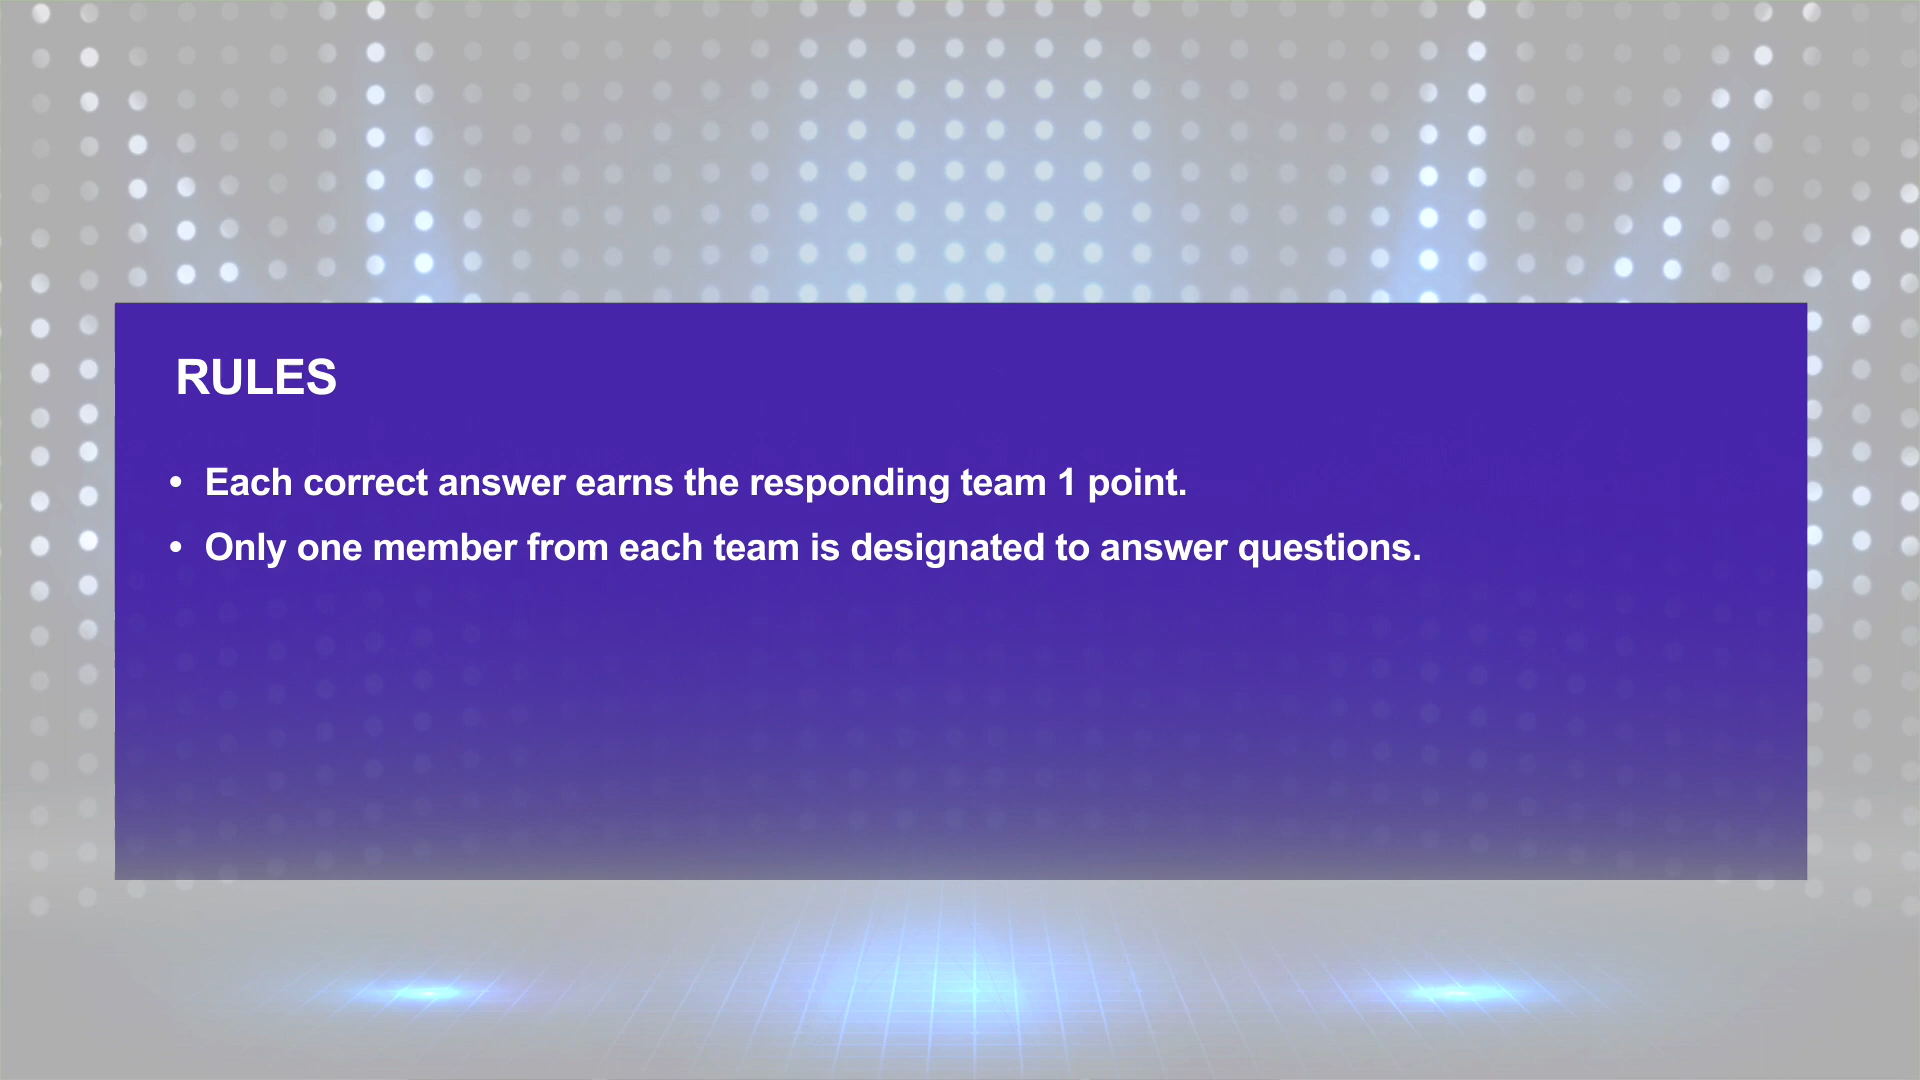 RULES
• Each correct answer earns the responding team 1 point.
• Only one member from each team is designated to answer questions.